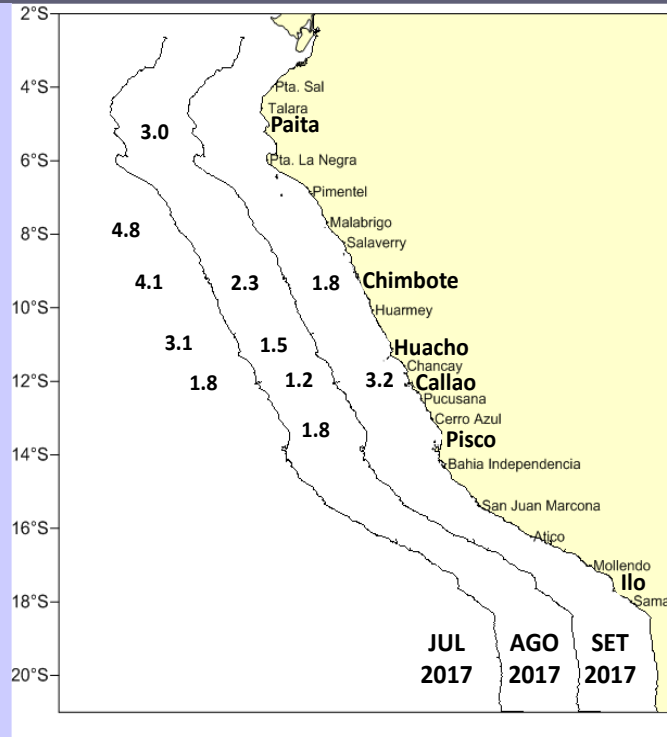 2°S
4°S
Pta. Sal
Talara
Paita
3.0
6°S
Pta. La Negra
Pimentel
8°S
4.8
Malabrigo
Salaverry
4.1
2.3
1.8
Chimbote
10°S
Huarmey
3.1
1.5
Huacho
Chancay
12°S
1.8
1.2
3.2
Callao
Pucusana
Cerro Azul
1.8
Pisco
14°S
Bahia Independencia
San Juan Marcona
16°S
Atico
Mollendo
Ilo
18°S
Sama
JUL
2017
AGO
2017
SET
2017
20°S